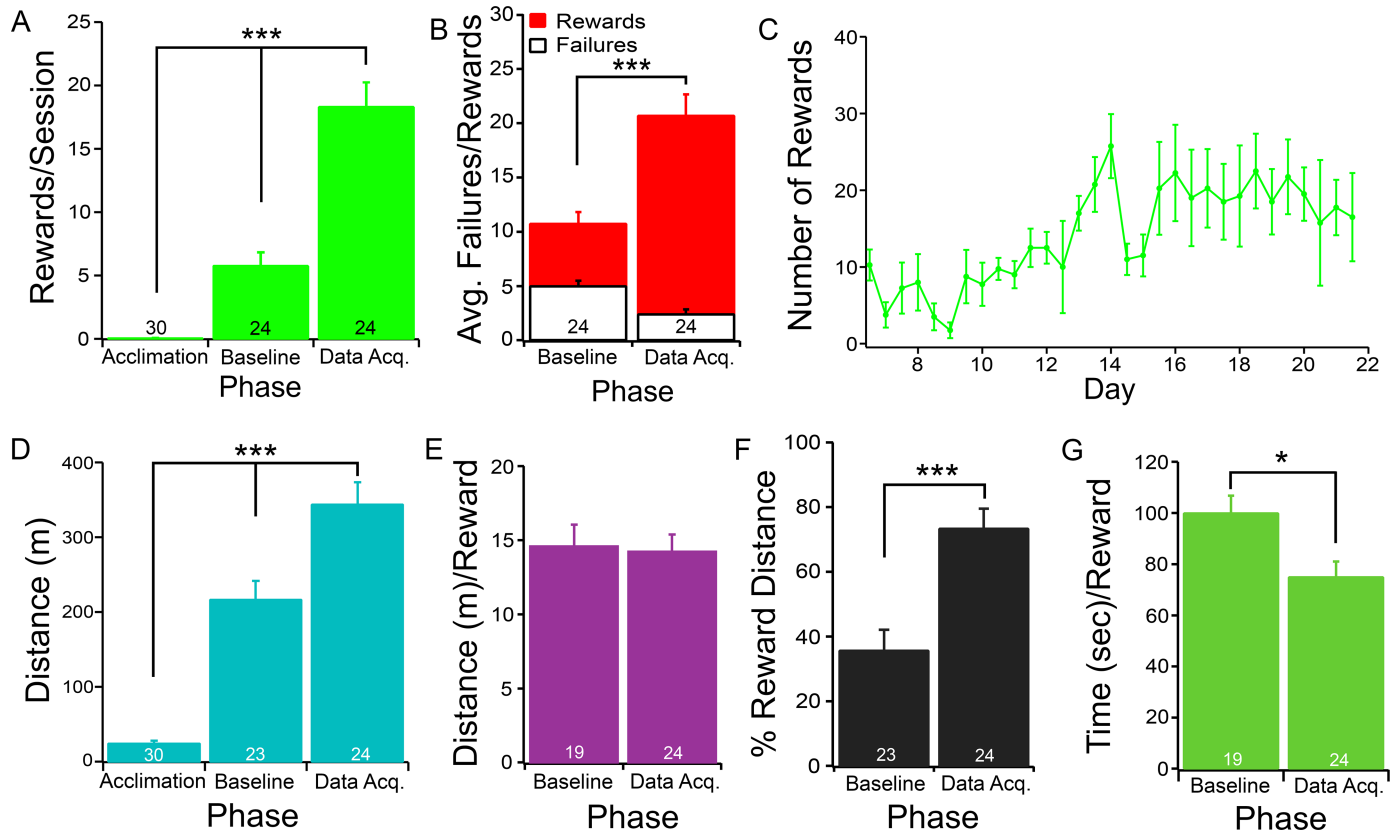 A
Rewards/Session
25
20
15
10
5
0
***
30
24
24
Acclimation Baseline Data Acq.
Phase
B
Avg. Failures/Rewards
30
25
20
15
10
5
0
Rewards
Failures
***
24
24
Baseline Data Acq.
Phase
C
Number of Rewards
40
30
20
10
0
8 10 12 14 16 18 20 22
Day
D
Distance (m)
400
300
200
100
0
***
30
23
24
Acclimation Baseline Data Acq.
Phase
E
Distance (m)/Reward
20
15
10
5
0
19
24
Baseline Data Acq.
Phase
F
% Reward Distance
100
80
60
40
20
0
***
23
24
Baseline Data Acq.
Phase
G
Time (sec)/Reward
120
100
80
60
40
20
0
*
19
24
Baseline Data Acq.
Phase